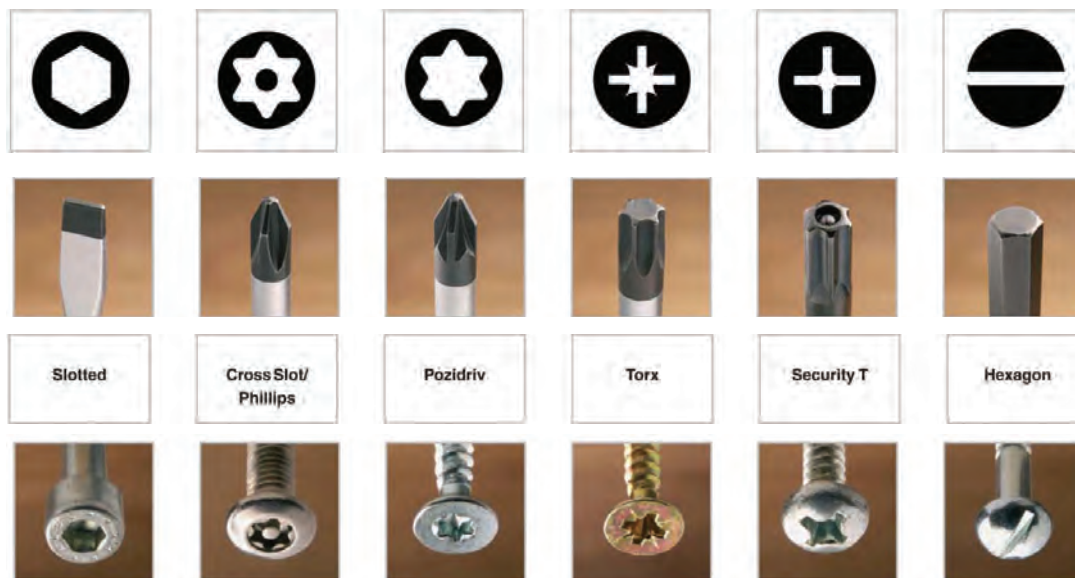 Slotted
Cross Slot/
Phillips
Pozidriv
Torx
Security T
Hexagon